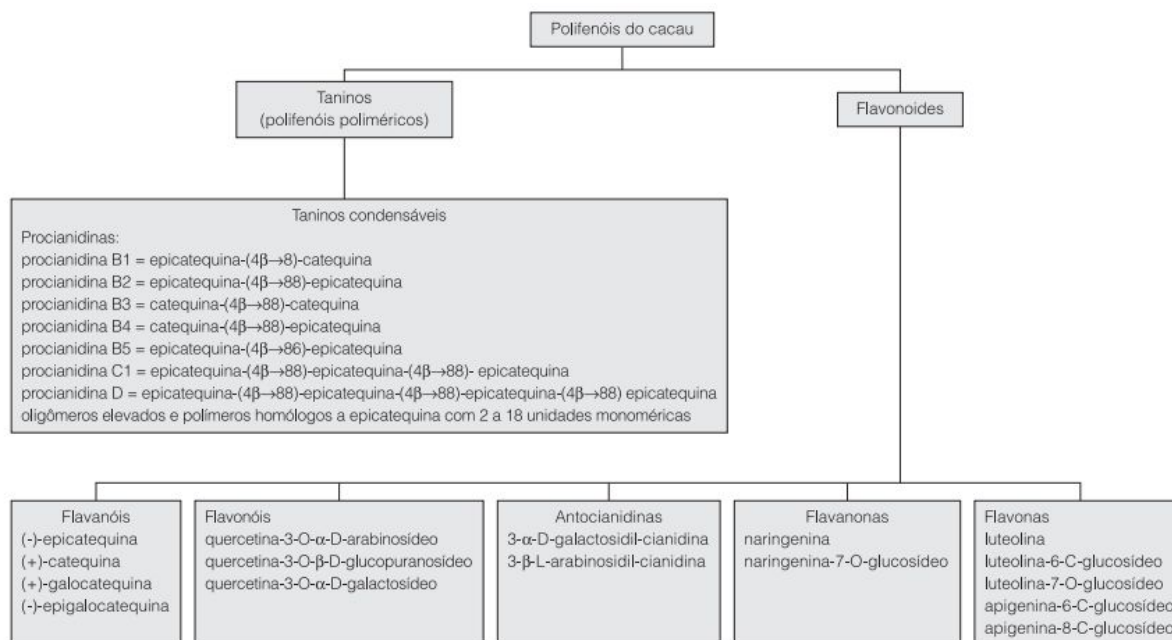 Polifenóis do cacau
Taninos
(polifenóis poliméricos)
Flavonoides
Taninos condensáveis
Procianidinas:
procianidina B1 = epicatequina-(4β→8)-catequina
procianidina B2 = epicatequina-(4β→88)-epicatequina
procianidina B3 = catequina-(4β→88)-catequina
procianidina B4 = catequina-(4β→88)-epicatequina
procianidina B5 = epicatequina-(4β→86)-epicatequina
procianidina C1 = epicatequina-(4β→88)-epicatequina-(4β→88)- epicatequina
procianidina D = epicatequina-(4β→88)-epicatequina-(4β→88)-epicatequina-(4β→88) epicatequina
oligômeros elevados e polímeros homólogos a epicatequina com 2 a 18 unidades monoméricas
Flavanóis
(-)-epicatequina
(+)-catequina
(+)-galocatequina
(-)-epigalocatequina
Flavonóis
quercetina-3-O-α-D-arabinosídeo
quercetina-3-O-β-D-glucopuranosídeo
quercetina-3-O-α-D-galactosídeo
Antocianidinas
3-α-D-galactosidil-cianidina
3-β-L-arabinosidil-cianidina
Flavanonas
naringenina
naringenina-7-O-glucosídeo
Flavonas
luteolina
luteolina-6-C-glucosídeo
luteolina-7-O-glucosídeo
apigenina-6-C-glucosídeo
apigenina-8-C-glucosídeo